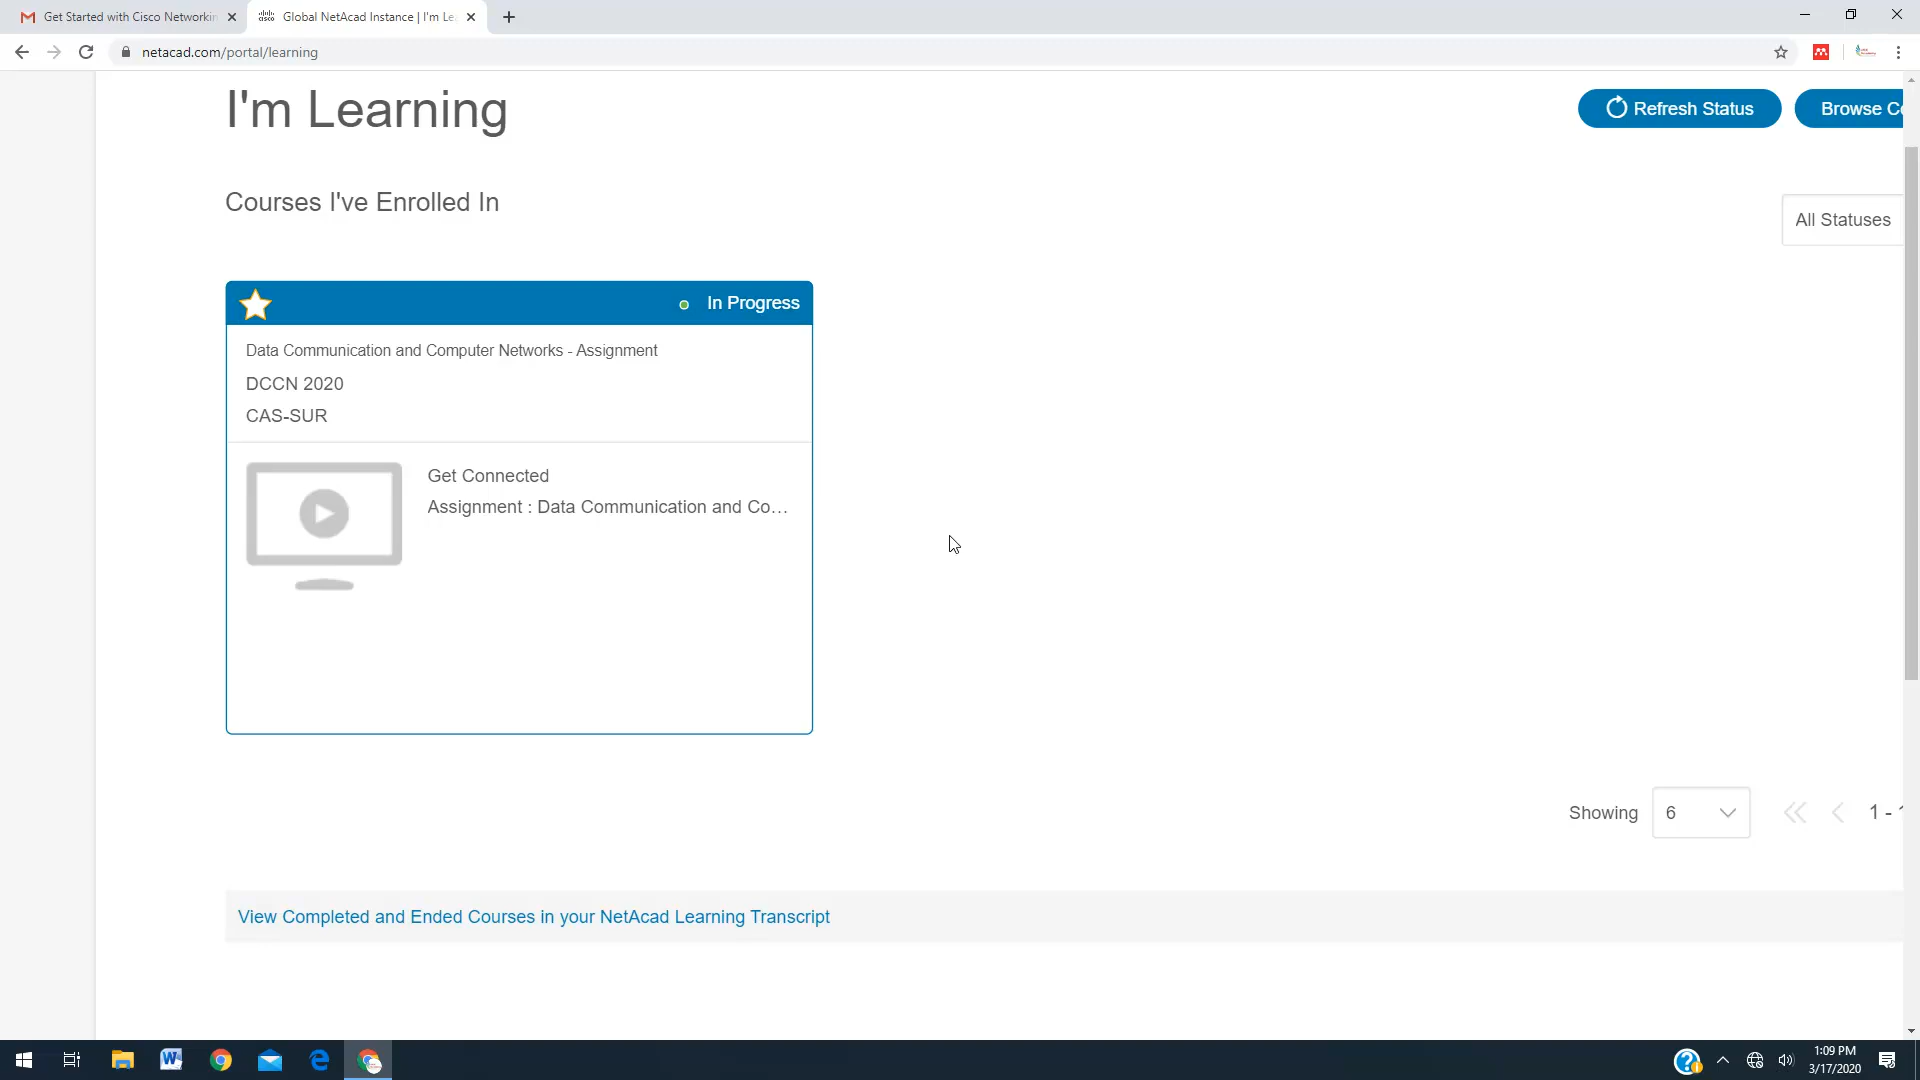 Get Started with Cisco Networkin
Global NetAcad Instance | I'm Le
netacad.com/portal/learning
I'm Learning
Refresh Status
Browse Co
Courses I've Enrolled In
All Statuses
In Progress
Data Communication and Computer Networks - Assignment
DCCN 2020
CAS-SUR
Get Connected
Assignment : Data Communication and Co...
Showing
6
1 - 1
View Completed and Ended Courses in your NetAcad Learning Transcript
1:09 PM
3/17/2020